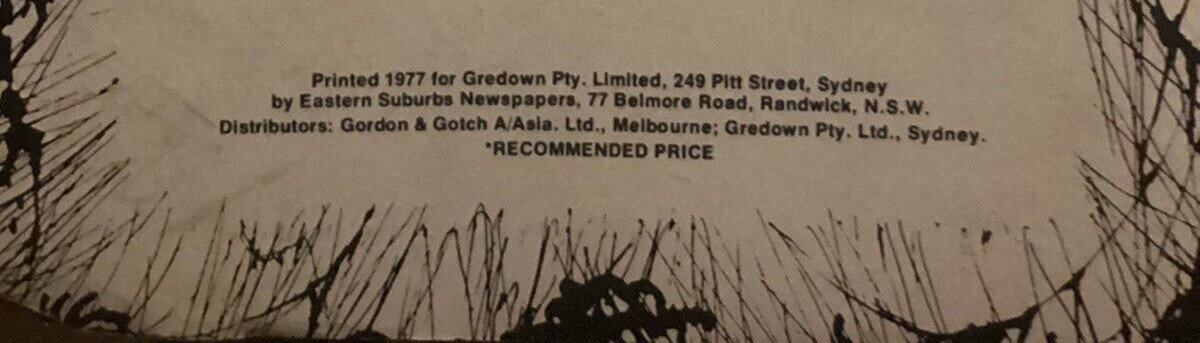 Printed 1977 for Gredown Pty. Limited, 249 Pitt Street, Sydney
by Eastern Suburbs Newspapers, 77 Belmore Road, Randwick, N.S.W.
Distributors: Gordon & Gotch A/Asia. Ltd., Melbourne; Gredown Pty. Ltd., Sydney.
*RECOMMENDED PRICE